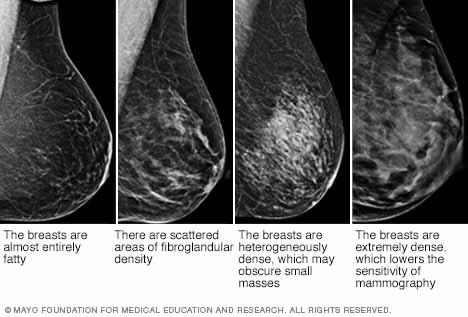 The breasts are
almost entirely
fatty
There are scattered
areas of fibroglandular
density
The breasts are
heterogeneously
dense, which may
obscure small
masses
The breasts are
extremely dense,
which lowers the
sensitivity of
mammography
© MAYO FOUNDATION FOR MEDICAL EDUCATION AND RESEARCH. ALL RIGHTS RESERVED.